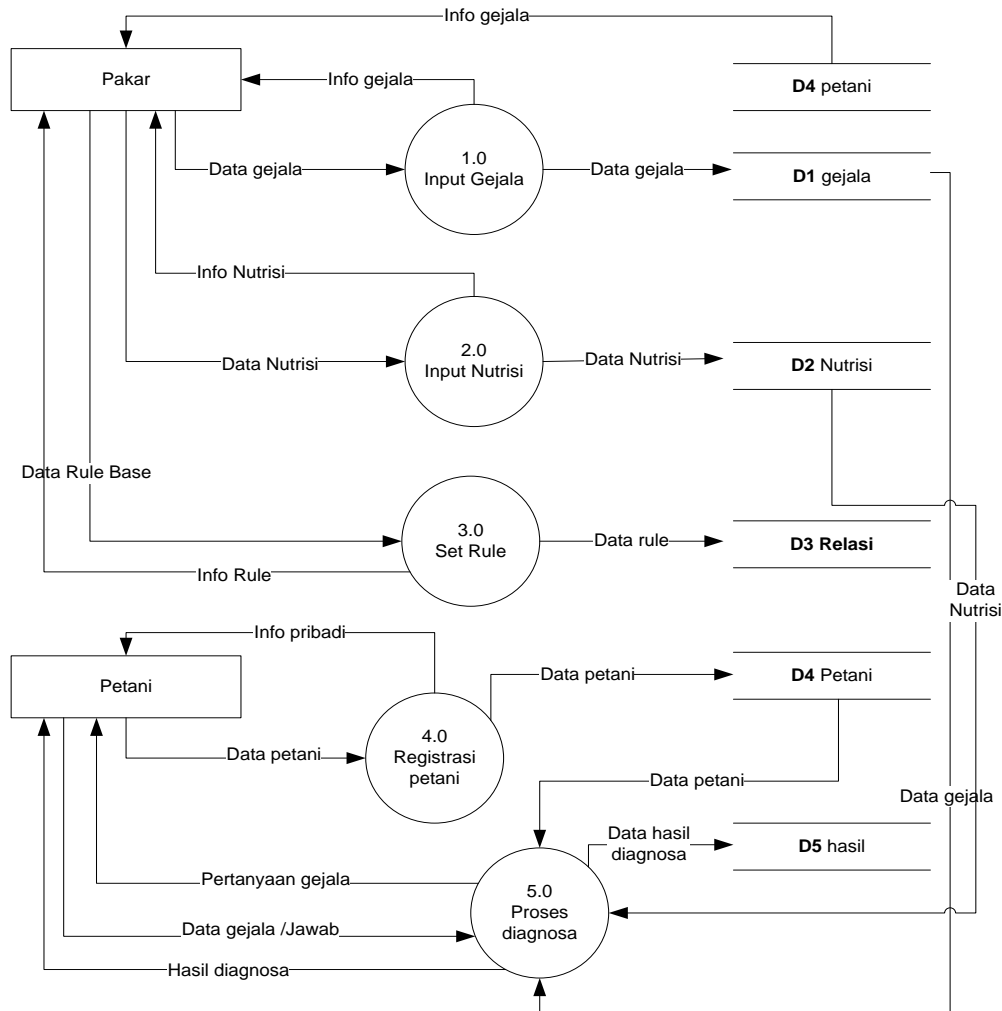 Info gejala
Pakar
Info gejala
D4 petani
1.0
Input Gejala
Data gejala
Data gejala
D1 gejala
Info Nutrisi
2.0
Input Nutrisi
Data Nutrisi
Data Nutrisi
D2 Nutrisi
Data Rule Base
3.0
Set Rule
Data rule
D3 Relasi
Info Rule
Data
Nutrisi
Info pribadi
Petani
Data petani
D4 Petani
4.0
Registrasi
petani
Data petani
Data petani
Data gejala
Data hasil
diagnosa
D5 hasil
Pertanyaan gejala
5.0
Proses
diagnosa
Data gejala /Jawab
Hasil diagnosa